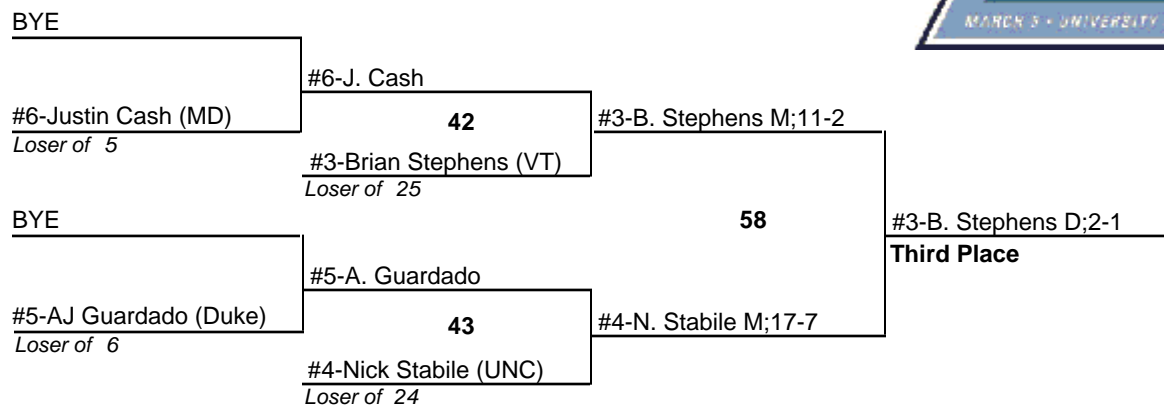 MARCH 5 • UNIVERSITY
BYE
#6-J. Cash
#6-Justin Cash (MD)
Loser of 5
42
#3-B. Stephens M;11-2
#3-Brian Stephens (VT)
Loser of 25
BYE
58
#3-B. Stephens D;2-1
Third Place
#5-A. Guardado
#5-AJ Guardado (Duke)
Loser of 6
43
#4-N. Stabile M;17-7
#4-Nick Stabile (UNC)
Loser of 24